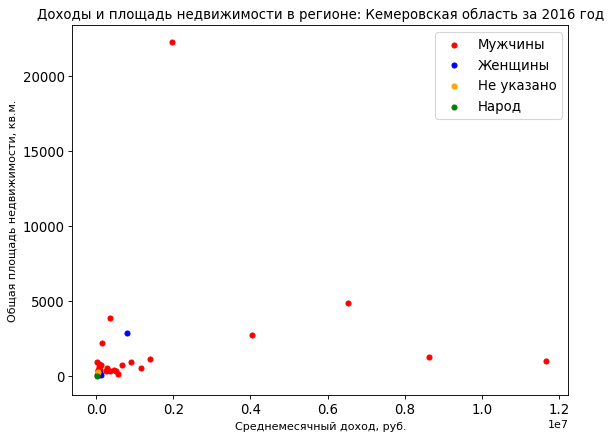 Доходы и площадь недвижимости в регионе: Кемеровская область за 2016 год
Мужчины
Женщины
Не указано
Народ
20000
15000
10000
5000
0
Общая площадь недвижимости, кв.м.
0.0 0.2 0.4 0.6 0.8 1.0 1.2
1e7
Среднемесячный доход, руб.